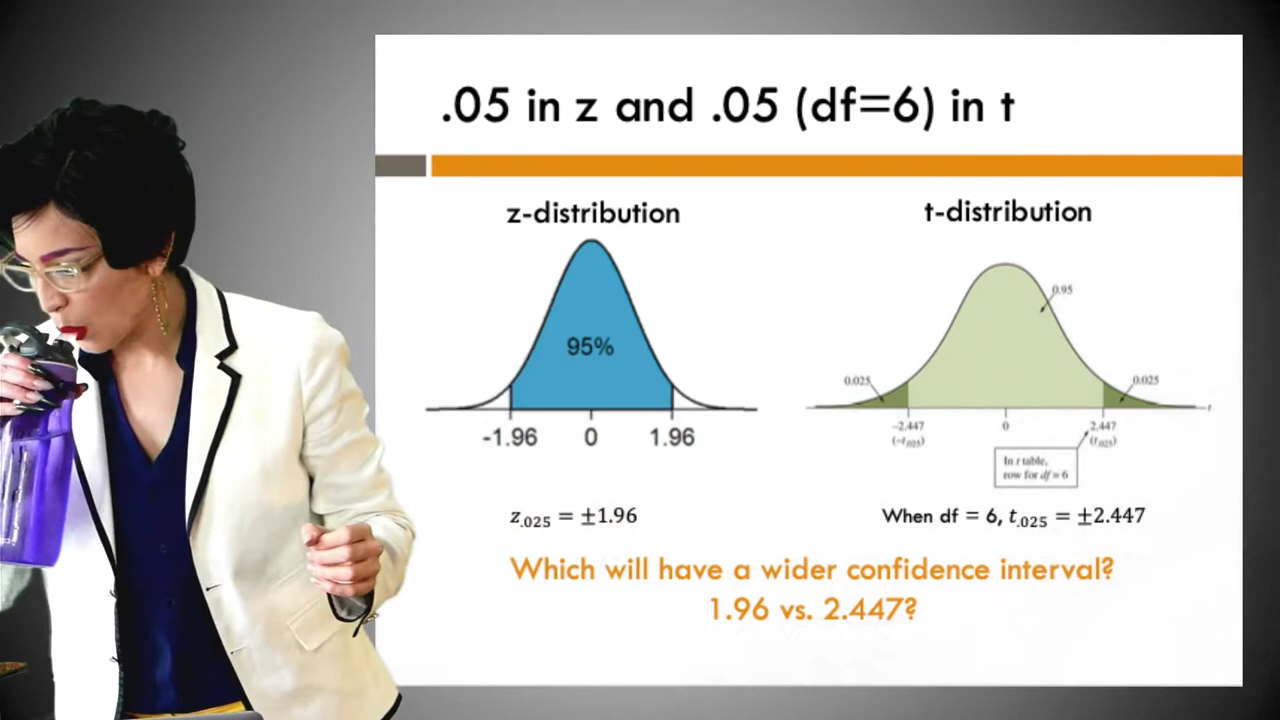 .05 in z and .05 (df=6) in t
z-distribution
t-distribution
95%
-1.96 0 1.96
0.95
0.025
0.025
−2.447 0 2.447
(−t.025) (t.025)
t
In t table,
row for df = 6
z.025 = ±1.96
When df = 6, t.025 = ±2.447
Which will have a wider confidence interval?
1.96 vs. 2.447?